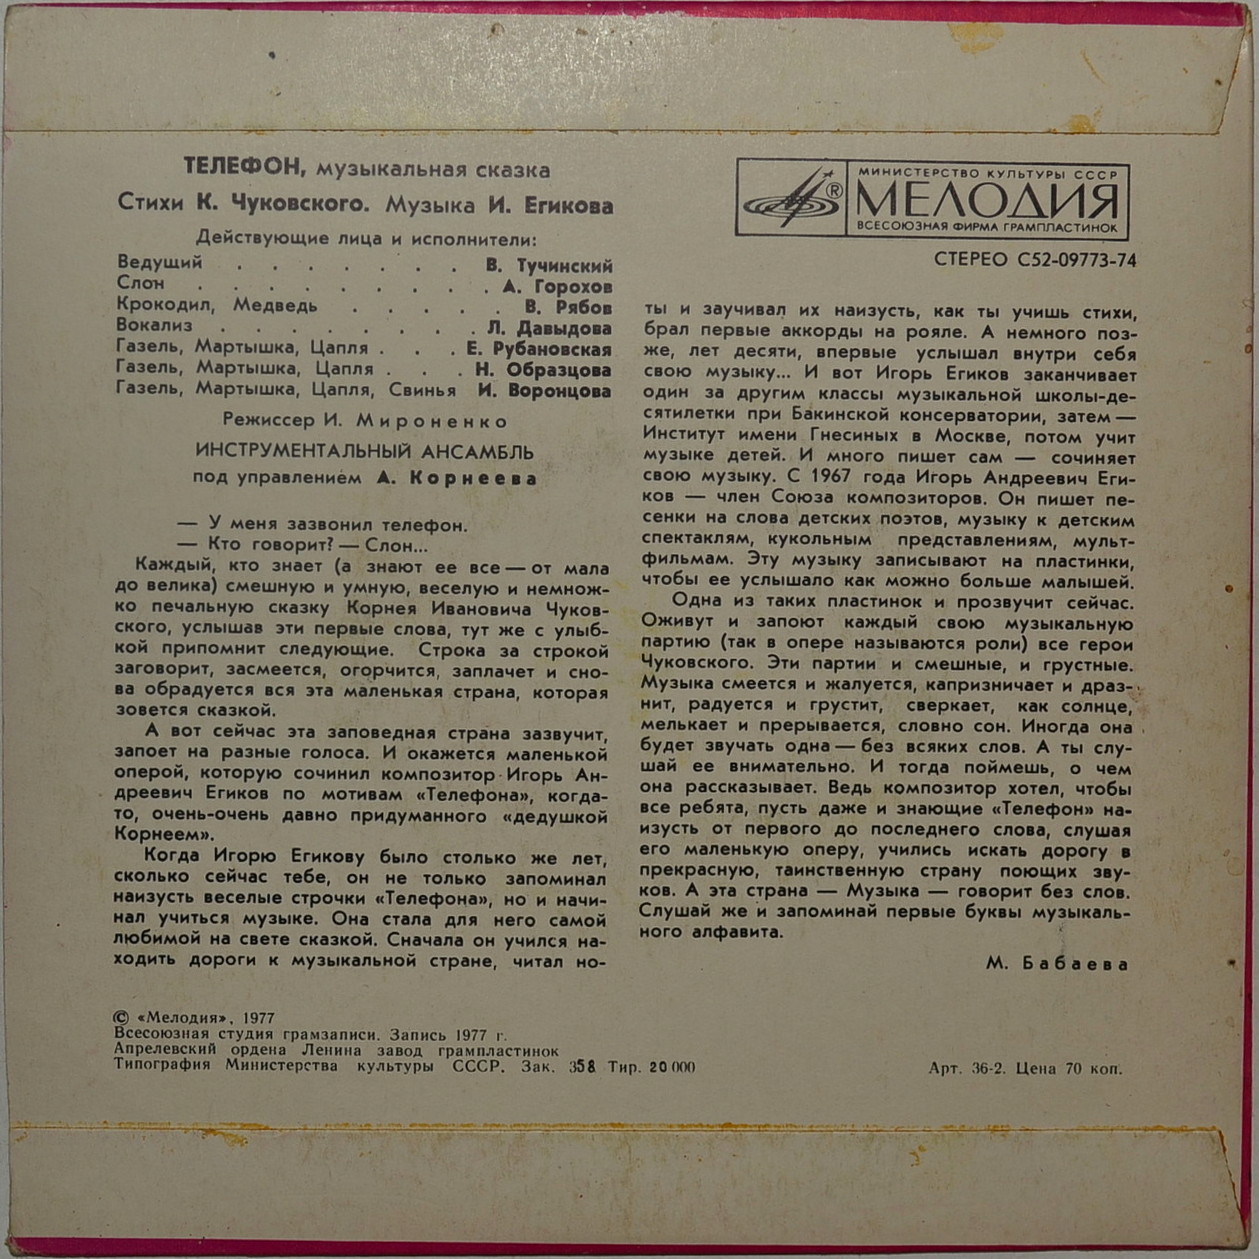 ТЕЛЕФОН, музыкальная сказка
Стихи К. Чуковского. Музыка И. Егикова
Действующие лица и исполнители:
Ведущий . . . . . . . В. Тучинский
Слон . . . . . . . . . А. Горохов
Крокодил, Медведь . . . . . В. Рябов
Вокализ . . . . . . . . Л. Давыдова
Газель, Мартышка, Цапля . . . Е. Рубановская
Газель, Мартышка, Цапля . . . Н. Образцова
Газель, Мартышка, Цапля, Свинья И. Воронцова
Режиссер И. Мироненко
ИНСТРУМЕНТАЛЬНЫЙ АНСАМБЛЬ
под управлением А. Корнеева
— У меня зазвонил телефон.
— Кто говорит? — Слон...
Каждый, кто знает (а знают ее все — от мала
до велика) смешную и умную, веселую и немнож-
ко печальную сказку Корнея Ивановича Чуков-
ского, услышав эти первые слова, тут же с улыб-
кой припомнит следующие. Строка за строкой
заговорит, засмеется, огорчится, заплачет и сно-
ва обрадуется вся эта маленькая страна, которая
зовется сказкой.
А вот сейчас эта заповедная страна зазвучит,
запоет на разные голоса. И окажется маленькой
оперой, которую сочинил композитор Игорь Ан-
дреевич Егиков по мотивам «Телефона», когда-
то, очень-очень давно придуманного «дедушкой
Корнеем».
Когда Игорю Егикову было столько же лет,
сколько сейчас тебе, он не только запоминал
наизусть веселые строчки «Телефона», но и начи-
нал учиться музыке. Она стала для него самой
любимой на свете сказкой. Сначала он учился на-
ходить дороги к музыкальной стране, читал но-
МИНИСТЕРСТВО КУЛЬТУРЫ СССР
®
МЕЛОДИЯ
ВСЕСОЮЗНАЯ ФИРМА ГРАМПЛАСТИНОК
СТЕРЕО С52-09773-74
ты и заучивал их наизусть, как ты учишь стихи,
брал первые аккорды на рояле. А немного поз-
же, лет десяти, впервые услышал внутри себя
свою музыку... И вот Игорь Егиков заканчивает
один за другим классы музыкальной школы-де-
сятилетки при Бакинской консерватории, затем —
Институт имени Гнесиных в Москве, потом учит
музыке детей. И много пишет сам — сочиняет
свою музыку. С 1967 года Игорь Андреевич Еги-
ков — член Союза композиторов. Он пишет пе-
сенки на слова детских поэтов, музыку к детским
спектаклям, кукольным представлениям, мульт-
фильмам. Эту музыку записывают на пластинки,
чтобы ее услышало как можно больше малышей.
Одна из таких пластинок и прозвучит сейчас.
Оживут и запоют каждый свою музыкальную
партию (так в опере называются роли) все герои
Чуковского. Эти партии и смешные, и грустные.
Музыка смеется и жалуется, капризничает и драз-
нит, радуется и грустит, сверкает, как солнце,
мелькает и прерывается, словно сон. Иногда она
будет звучать одна — без всяких слов. А ты слу-
шай ее внимательно. И тогда поймешь, о чем
она рассказывает. Ведь композитор хотел, чтобы
все ребята, пусть даже и знающие «Телефон» на-
изусть от первого до последнего слова, слушая
его маленькую оперу, учились искать дорогу в
прекрасную, таинственную страну поющих зву-
ков. А эта страна — Музыка — говорит без слов.
Слушай же и запоминай первые буквы музыкаль-
ного алфавита.
М. Бабаева
© «Мелодия», 1977
Всесоюзная студия грамзаписи. Запись 1977 г.
Апрелевский ордена Ленина завод грампластинок
Типография Министерства культуры СССР. Зак. 358 Тир. 20 000
Арт. 36-2. Цена 70 коп.